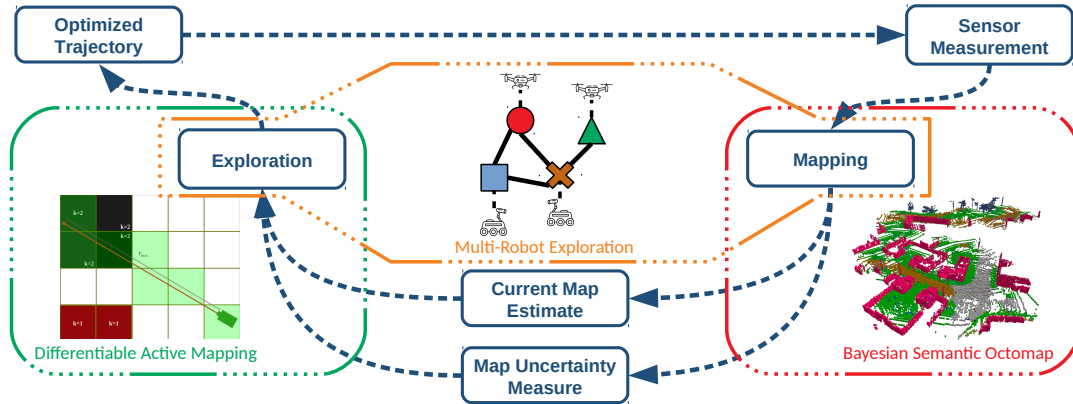 Optimized
Trajectory
Sensor
Measurement
Exploration
Mapping
k=2
k=2
k=2
k=2
k=1
k=1
Multi-Robot Exploration
Current Map
Estimate
Differentiable Active Mapping
Bayesian Semantic Octomap
Map Uncertainty
Measure